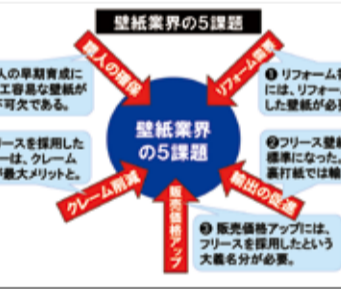 壁紙業界の5課題
職人の確保
リフォーム需要
人の早期育成に
工容易な壁紙が
不可欠である。
❶ リフォーム
には、リフォーム
した壁紙が必
壁紙業界
の5課題
リースを採用した
ーは、クレーム
が最大メリットと。
❷フリース壁紙
標準になった。
裏打紙では輸
クレーム削減
販売価格アップ
輸出の促進
❸ 販売価格アップには、
フリースを採用したという
大義名分が必要。